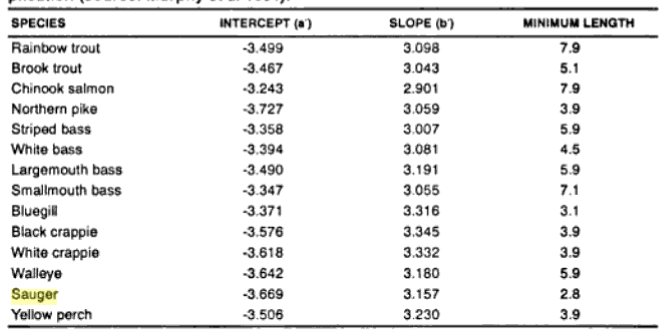 SPECIES INTERCEPT (a') SLOPE (b') MINIMUM LENGTH
Rainbow trout -3.499 3.098 7.9
Brook trout -3.467 3.043 5.1
Chinook salmon -3.243 2.901 7.9
Northern pike -3.727 3.059 3.9
Striped bass -3.358 3.007 5.9
White bass -3.394 3.081 4.5
Largemouth bass -3.490 3.191 5.9
Smallmouth bass -3.347 3.055 7.1
Bluegill -3.371 3.316 3.1
Black crappie -3.576 3.345 3.9
White crappie -3.618 3.332 3.9
Walleye -3.642 3.180 5.9
Sauger -3.669 3.157 2.8
Yellow perch -3.506 3.230 3.9